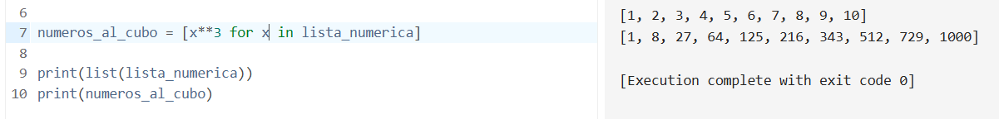 6
7 numeros_al_cubo = [x**3 for x in lista_numerica]
8
9 print(list(lista_numerica))
10 print(numeros_al_cubo)
[1, 2, 3, 4, 5, 6, 7, 8, 9, 10]
[1, 8, 27, 64, 125, 216, 343, 512, 729, 1000]
[Execution complete with exit code 0]